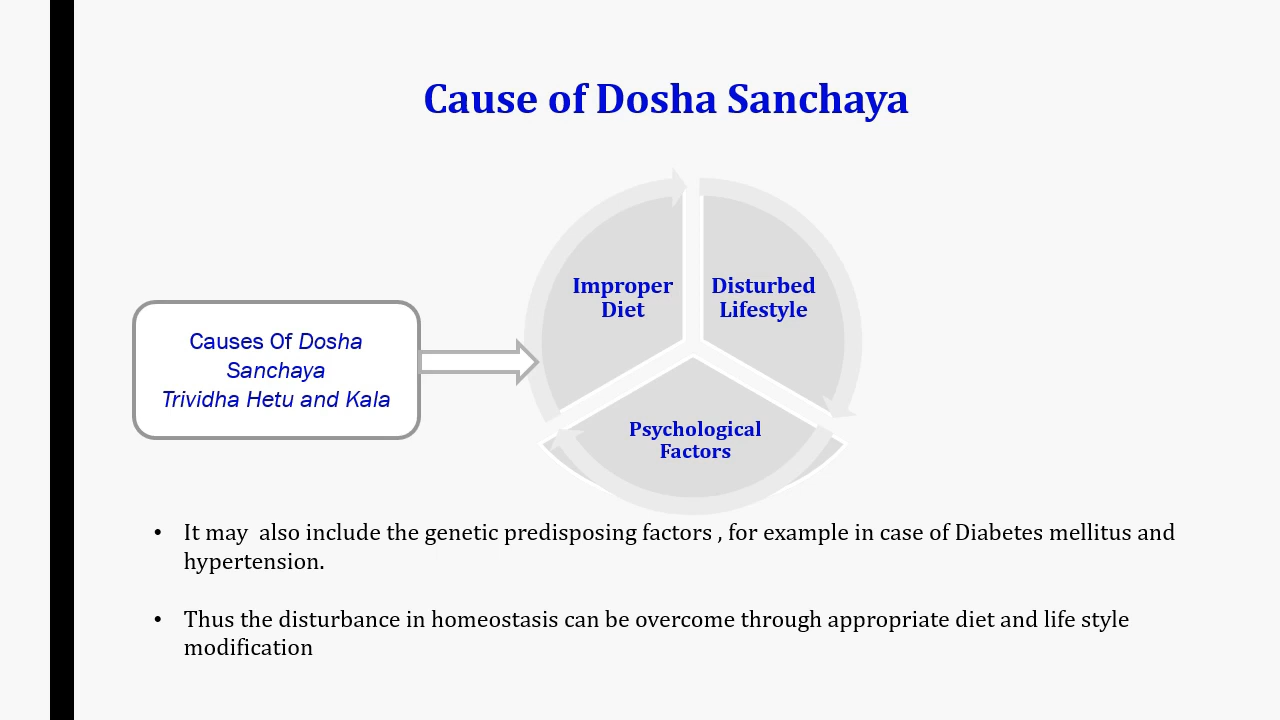 Cause of Dosha Sanchaya
Improper
Diet
Disturbed
Lifestyle
Causes Of Dosha
Sanchaya
Trividha Hetu and Kala
Psychological
Factors
• It may  also include the genetic predisposing factors , for example in case of Diabetes mellitus and
hypertension.
• Thus the disturbance in homeostasis can be overcome through appropriate diet and life style
modification